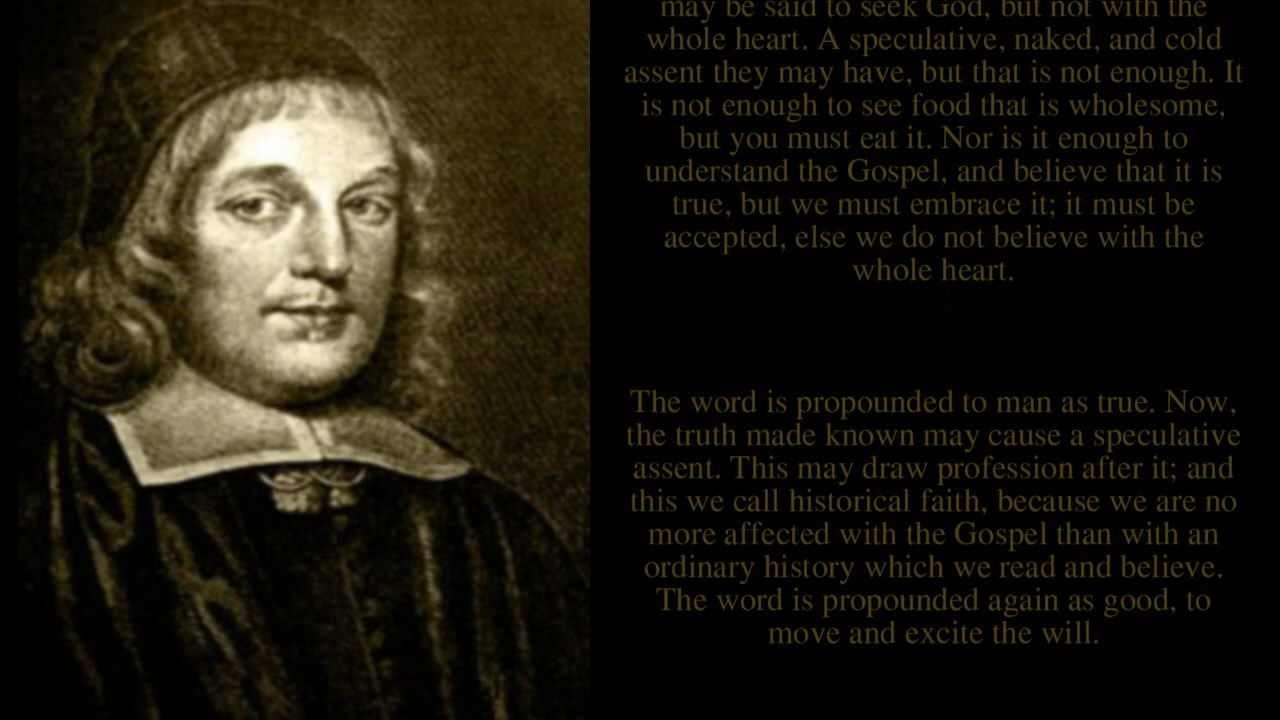 may be said to seek God, but not with the
whole heart. A speculative, naked, and cold
assent they may have, but that is not enough. It
is not enough to see food that is wholesome,
but you must eat it. Nor is it enough to
understand the Gospel, and believe that it is
true, but we must embrace it; it must be
accepted, else we do not believe with the
whole heart.
The word is propounded to man as true. Now,
the truth made known may cause a speculative
assent. This may draw profession after it; and
this we call historical faith, because we are no
more affected with the Gospel than with an
ordinary history which we read and believe.
The word is propounded again as good, to
move and excite the will.